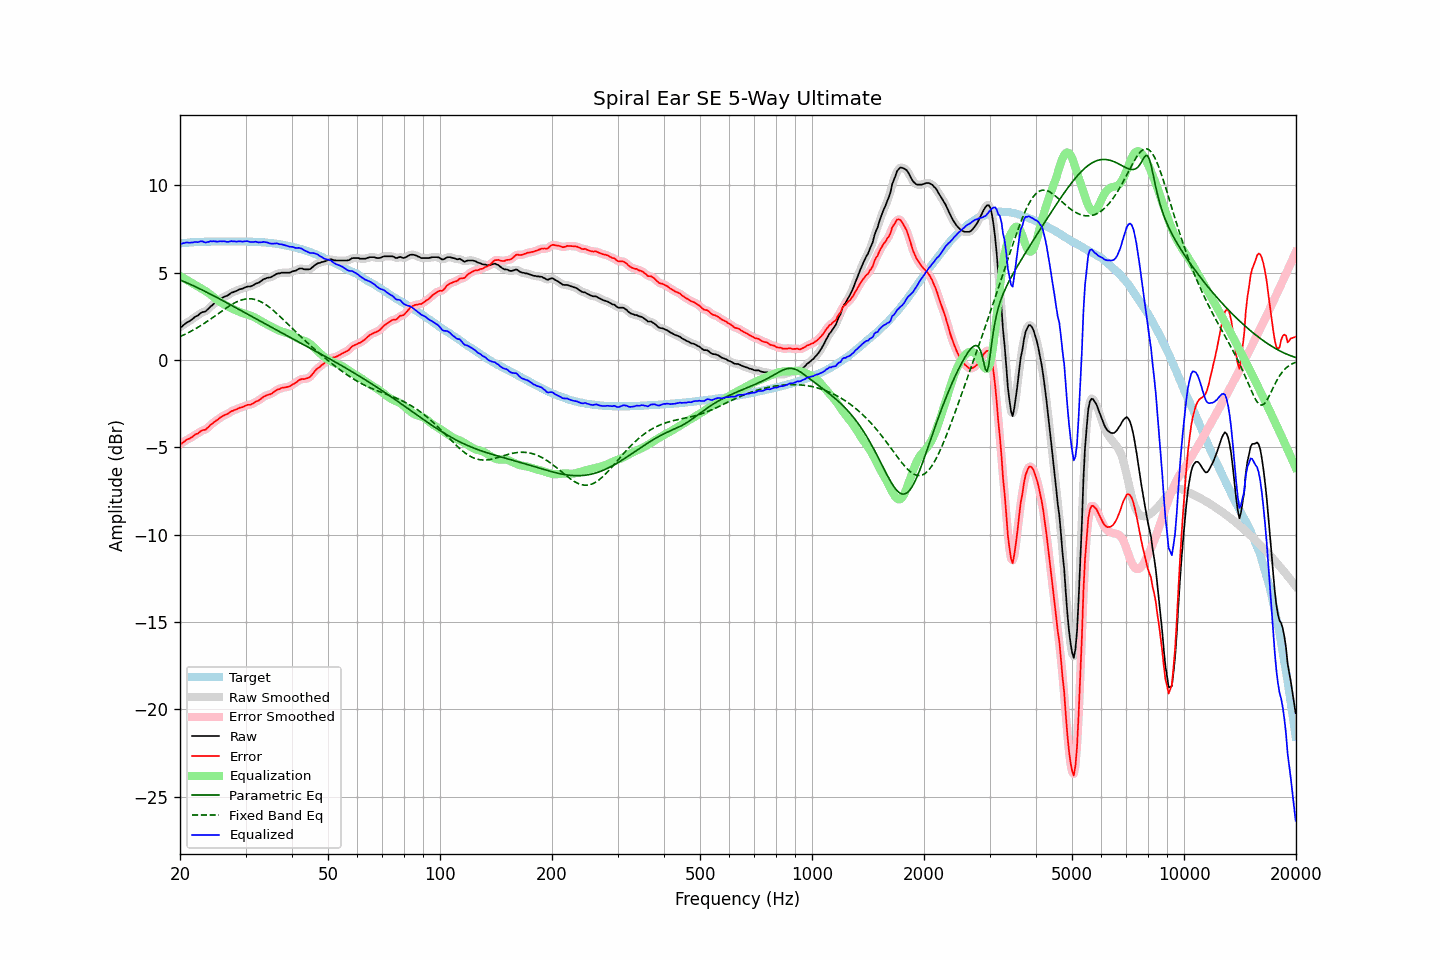 Spiral Ear SE 5-Way Ultimate
Amplitude (dBr)
10
5
0
−5
−10
−15
−20
−25
Target
Raw Smoothed
Error Smoothed
Raw
Error
Equalization
Parametric Eq
Fixed Band Eq
Equalized
20 50 100 200 500 1000 2000 5000 10000 20000
Frequency (Hz)